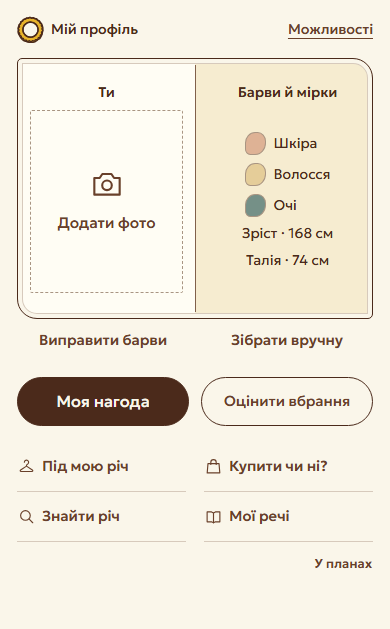 Мій профіль
Можливості
Ти
Барви й мірки
Додати фото
Шкіра
Волосся
Очі
Зріст · 168 см
Талія · 74 см
Виправити барви
Зібрати вручну
Моя нагода
Оцінити вбрання
Під мою річ
Купити чи ні?
Знайти річ
Мої речі
У планах